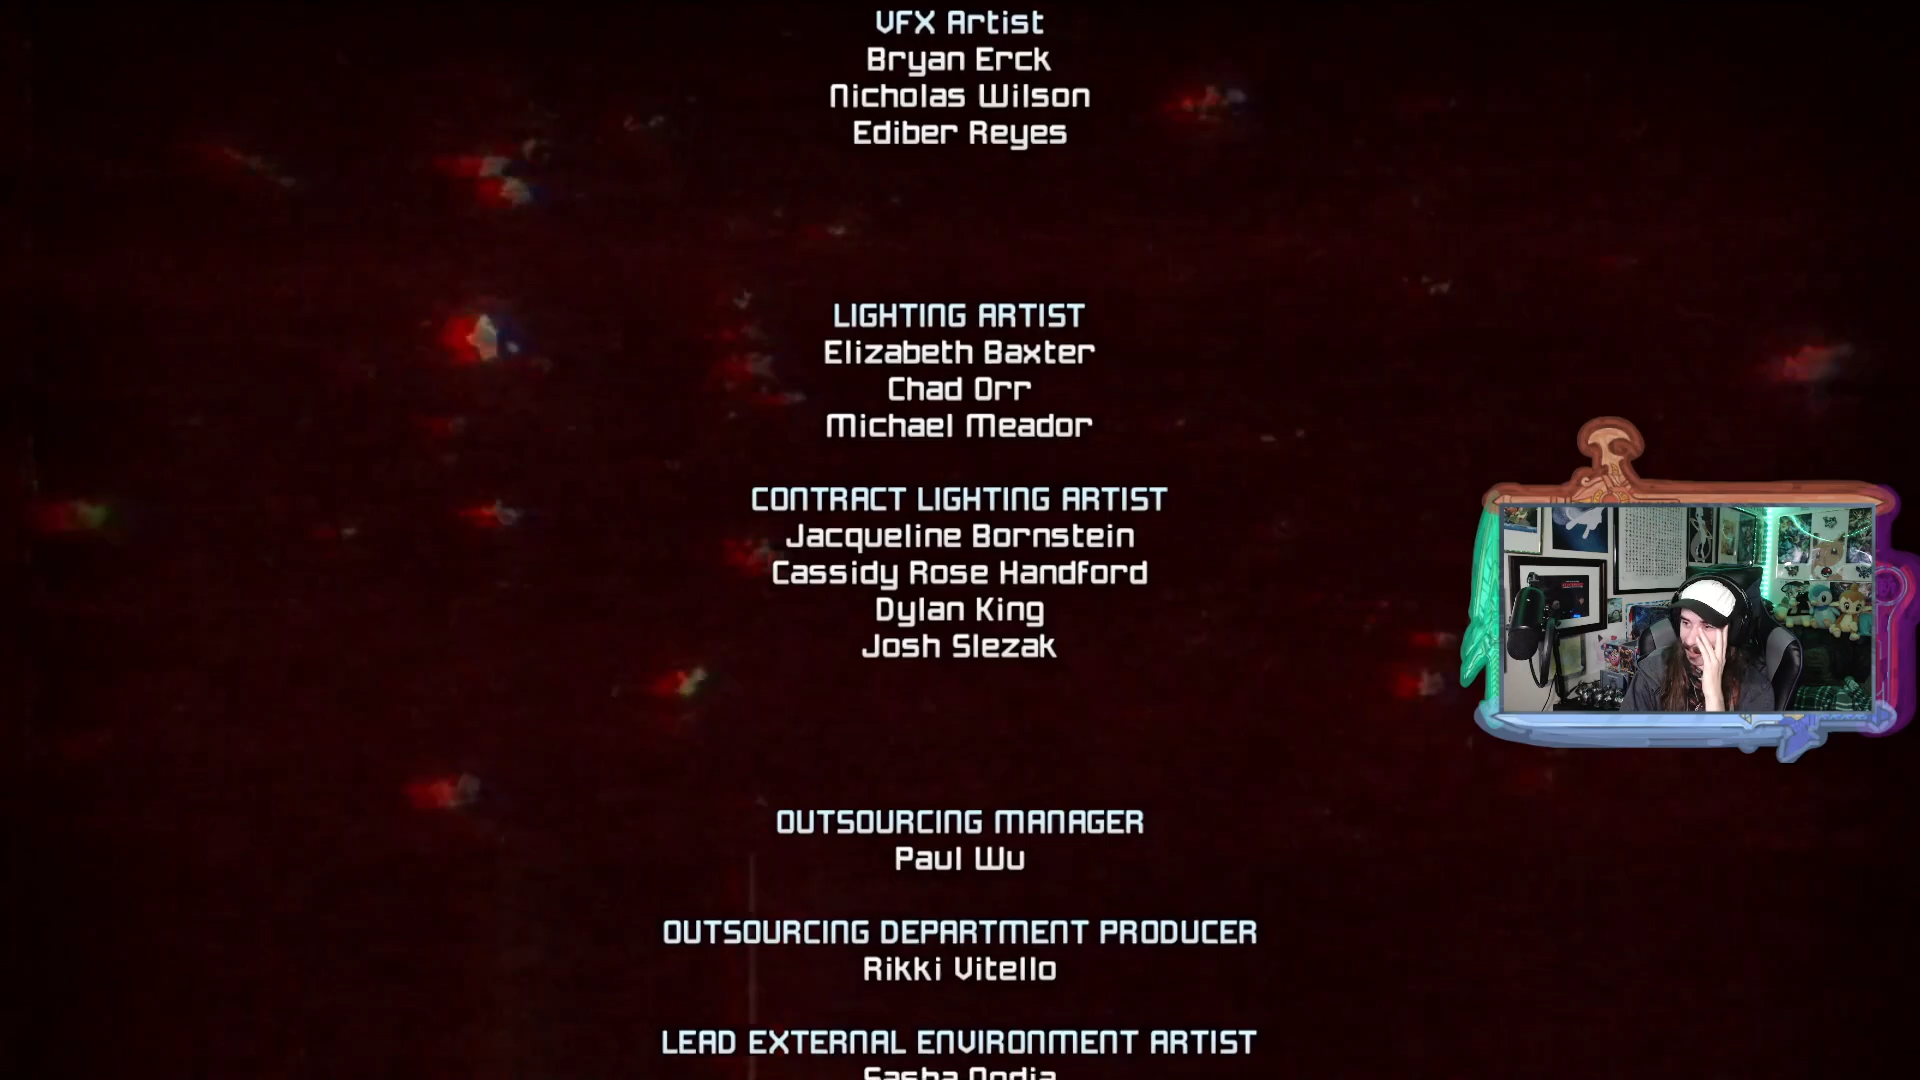 VFX Artist
Bryan Erck
Nicholas Wilson
Ediber Reyes
LIGHTING ARTIST
Elizabeth Baxter
Chad Orr
Michael Meador
CONTRACT LIGHTING ARTIST
Jacqueline Bornstein
Cassidy Rose Handford
Dylan King
Josh Slezak
OUTSOURCING MANAGER
Paul Wu
OUTSOURCING DEPARTMENT PRODUCER
Rikki Vitello
LEAD EXTERNAL ENVIRONMENT ARTIST